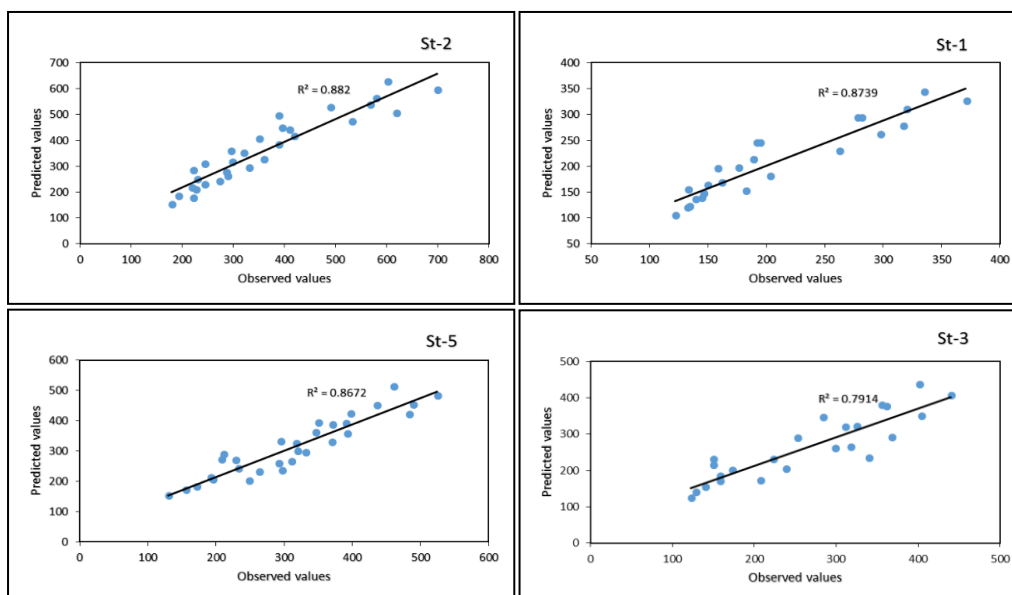 St-2
700
600
500
400
300
200
100
0
R² = 0.882
Predicted values
0 100 200 300 400 500 600 700 800
Observed values
St-1
400
350
300
250
200
150
100
50
R² = 0.8739
Predicted values
50 100 150 200 250 300 350 400
Observed values
St-5
600
500
400
300
200
100
0
R² = 0.8672
Predicted values
0 100 200 300 400 500 600
Observed values
St-3
500
400
300
200
100
0
R² = 0.7914
Predicted values
0 100 200 300 400 500
Observed values